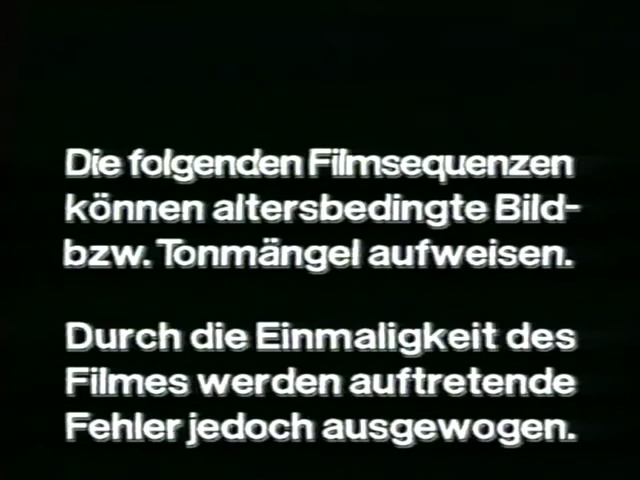 Die folgenden Filmsequenzen
können altersbedingte Bild-
bzw. Tonmängel aufweisen.
Durch die Einmaligkeit des
Filmes werden auftretende
Fehler jedoch ausgewogen.